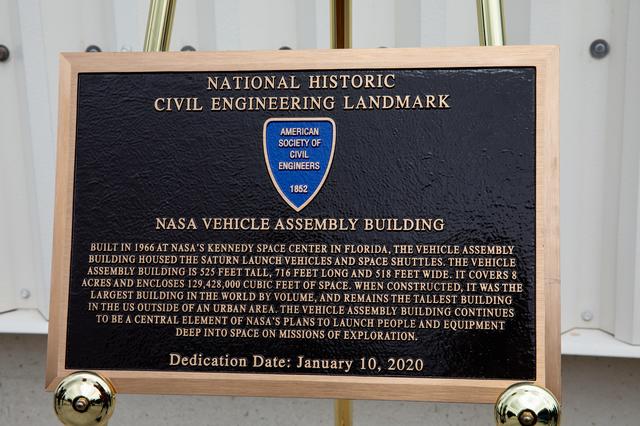 NATIONAL HISTORIC
CIVIL ENGINEERING LANDMARK
AMERICAN
SOCIETY OF
CIVIL
ENGINEERS
1852
NASA VEHICLE ASSEMBLY BUILDING
BUILT IN 1966 AT NASA'S KENNEDY SPACE CENTER IN FLORIDA, THE VEHICLE ASSEMBLY
BUILDING HOUSED THE SATURN LAUNCH VEHICLES AND SPACE SHUTTLES. THE VEHICLE
ASSEMBLY BUILDING IS 525 FEET TALL, 716 FEET LONG AND 518 FEET WIDE. IT COVERS 8
ACRES AND ENCLOSES 129,428,000 CUBIC FEET OF SPACE. WHEN CONSTRUCTED, IT WAS THE
LARGEST BUILDING IN THE WORLD BY VOLUME, AND REMAINS THE TALLEST BUILDING
IN THE US OUTSIDE OF AN URBAN AREA. THE VEHICLE ASSEMBLY BUILDING CONTINUES
TO BE A CENTRAL ELEMENT OF NASA'S PLANS TO LAUNCH PEOPLE AND EQUIPMENT
DEEP INTO SPACE ON MISSIONS OF EXPLORATION.
Dedication Date: January 10, 2020